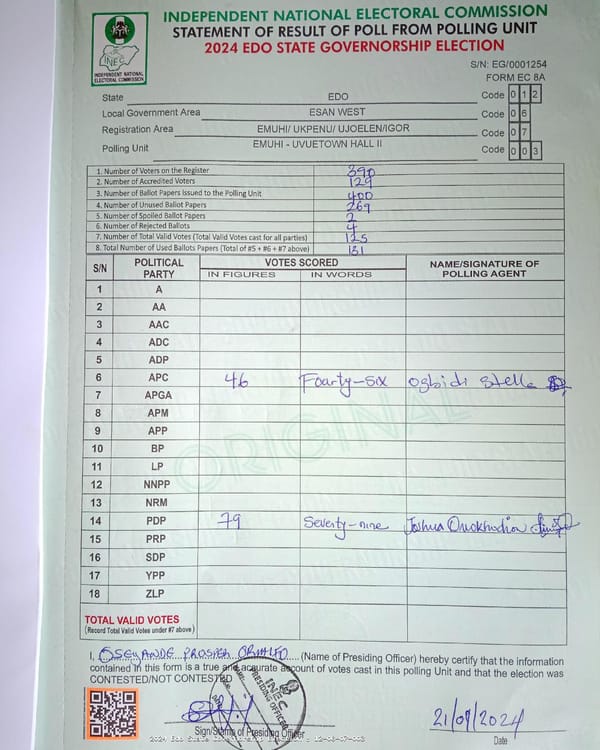 INDEPENDENT NATIONAL ELECTORAL COMMISSION
STATEMENT OF RESULT OF POLL FROM POLLING UNIT
2024 EDO STATE GOVERNORSHIP ELECTION
INEC
INDEPENDENT NATIONAL
ELECTORAL COMMISSION
S/N: EG/0001254
FORM EC 8A
State EDO Code 0 1 2
Local Government Area ESAN WEST Code 0 6
Registration Area EMUHI/ UKPENU/ UJOELEN/IGOR Code 0 7
Polling Unit EMUHI - UVUETOWN HALL II Code 0 0 3
1. Number of Voters on the Register 390
2. Number of Accredited Voters 129
3. Number of Ballot Papers Issued to the Polling Unit 400
4. Number of Unused Ballot Papers 269
5. Number of Spoiled Ballot Papers 2
6. Number of Rejected Ballots 4
7. Number of Total Valid Votes (Total Valid Votes cast for all parties) 125
8. Total Number of Used Ballots Papers (Total of #5 + #6 + #7 above) 131
S/N POLITICAL PARTY VOTES SCORED NAME/SIGNATURE OF POLLING AGENT
IN FIGURES IN WORDS
1 A
2 AA
3 AAC
4 ADC
5 ADP
6 APC 46 Fourty-six Ogbidi Stella
7 APGA
8 APM
9 APP
10 BP
11 LP
12 NNPP
13 NRM
14 PDP 79 Seventy-nine Joshua
15 PRP
16 SDP
17 YPP
18 ZLP
ORIGINAL
TOTAL VALID VOTES
(Record Total Valid Votes under #7 above)
I, PROSPER (Name of Presiding Officer) hereby certify that the information
contained in this form is a true and accurate account of votes cast in this polling Unit and that the election was
CONTESTED/NOT CONTESTED
INEC
PRESIDING OFFICER
Sign/Stamp of Presiding Officer
21/09/2024
Date